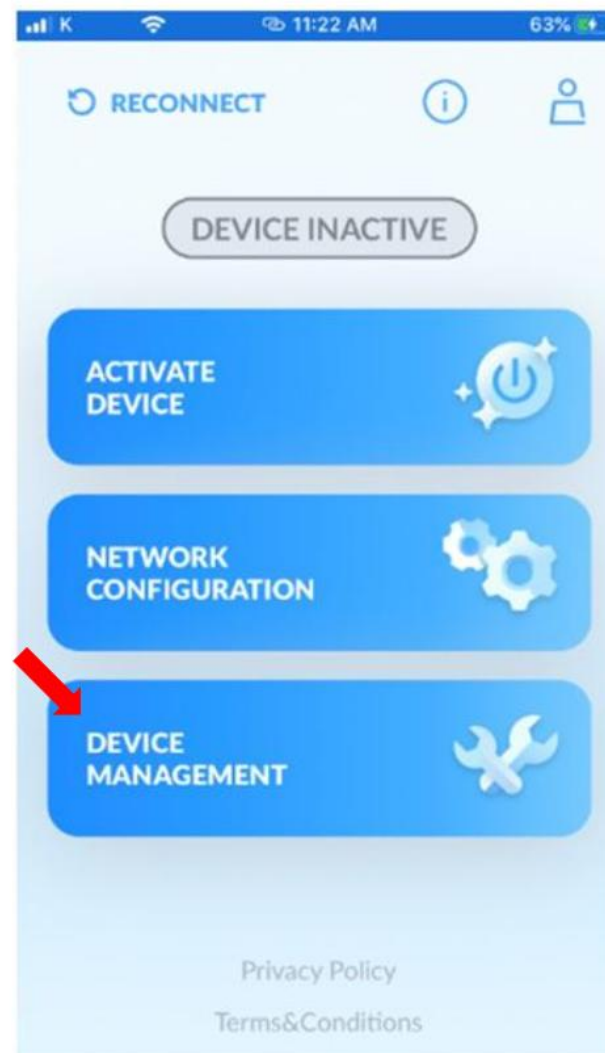 K 11:22 AM 63%
RECONNECT
DEVICE INACTIVE
ACTIVATE
DEVICE
NETWORK
CONFIGURATION
DEVICE
MANAGEMENT
Privacy Policy
Terms&Conditions